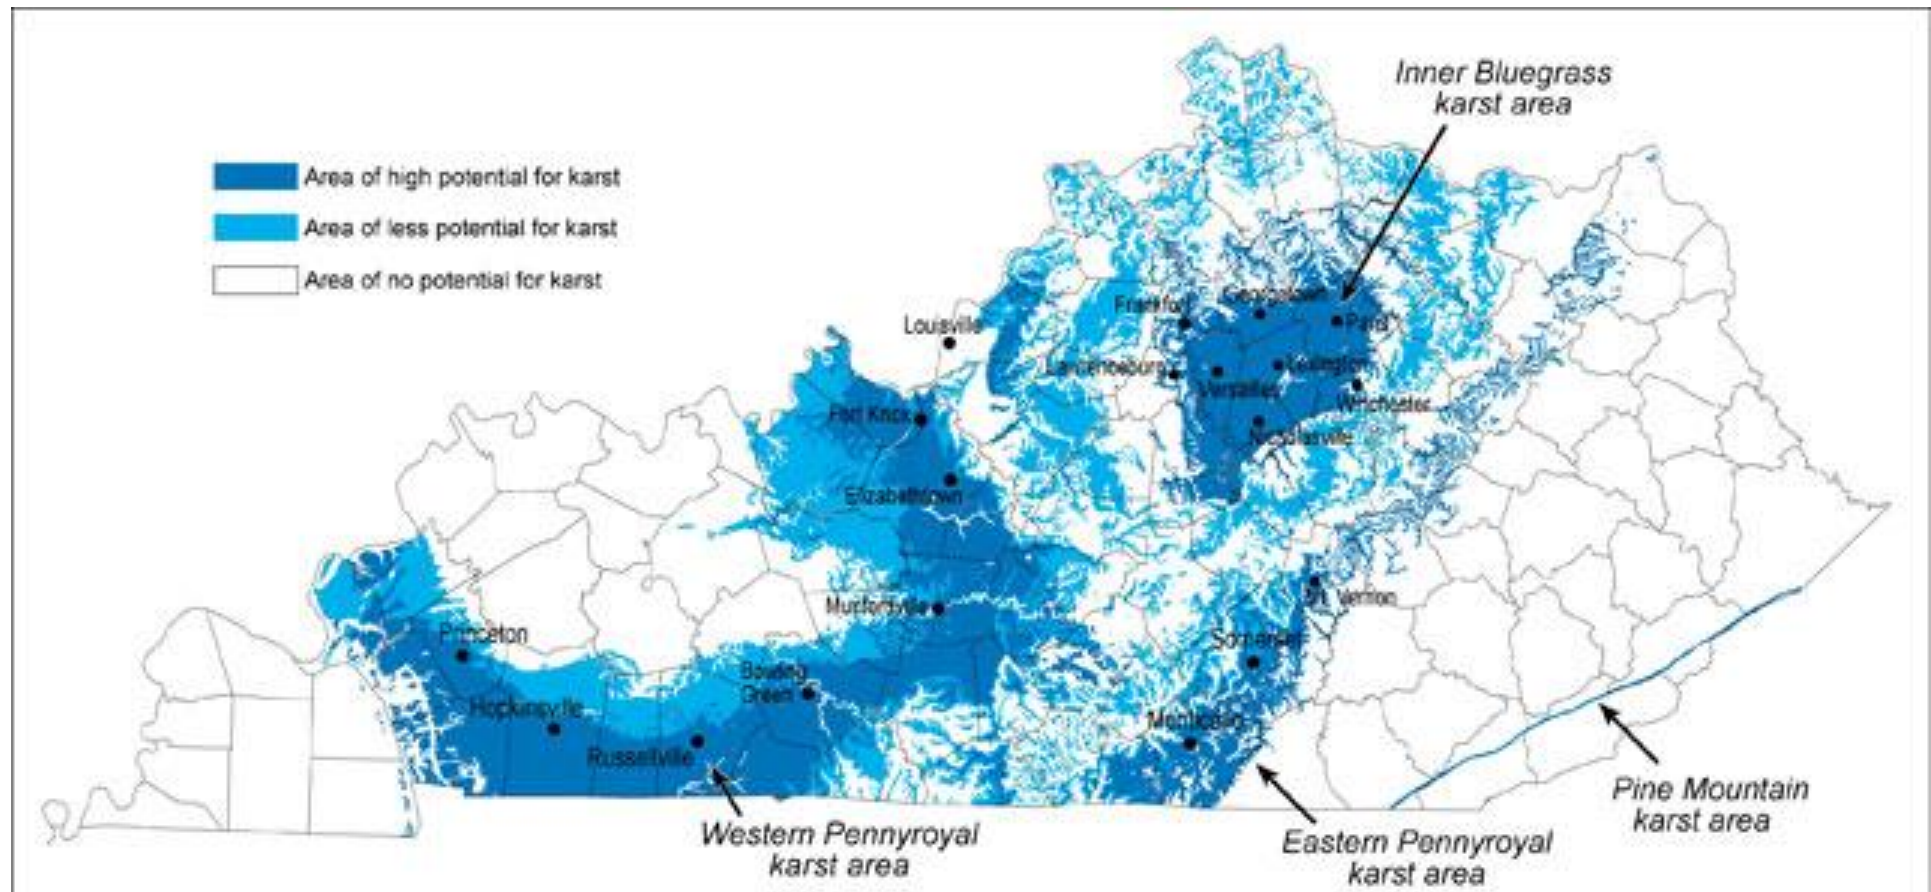 Inner Bluegrass
karst area
Area of high potential for karst
Area of less potential for karst
Area of no potential for karst
Georgetown
Frankfort
Paris
Louisville
Lawrenceburg
Lexington
Versailles
Winchester
Fort Knox
Nicholasville
Elizabethtown
Munfordville
Mt. Vernon
Princeton
Somerset
Bowling
Green
Hopkinsville
Monticello
Russellville
Western Pennyroyal
karst area
Eastern Pennyroyal
karst area
Pine Mountain
karst area